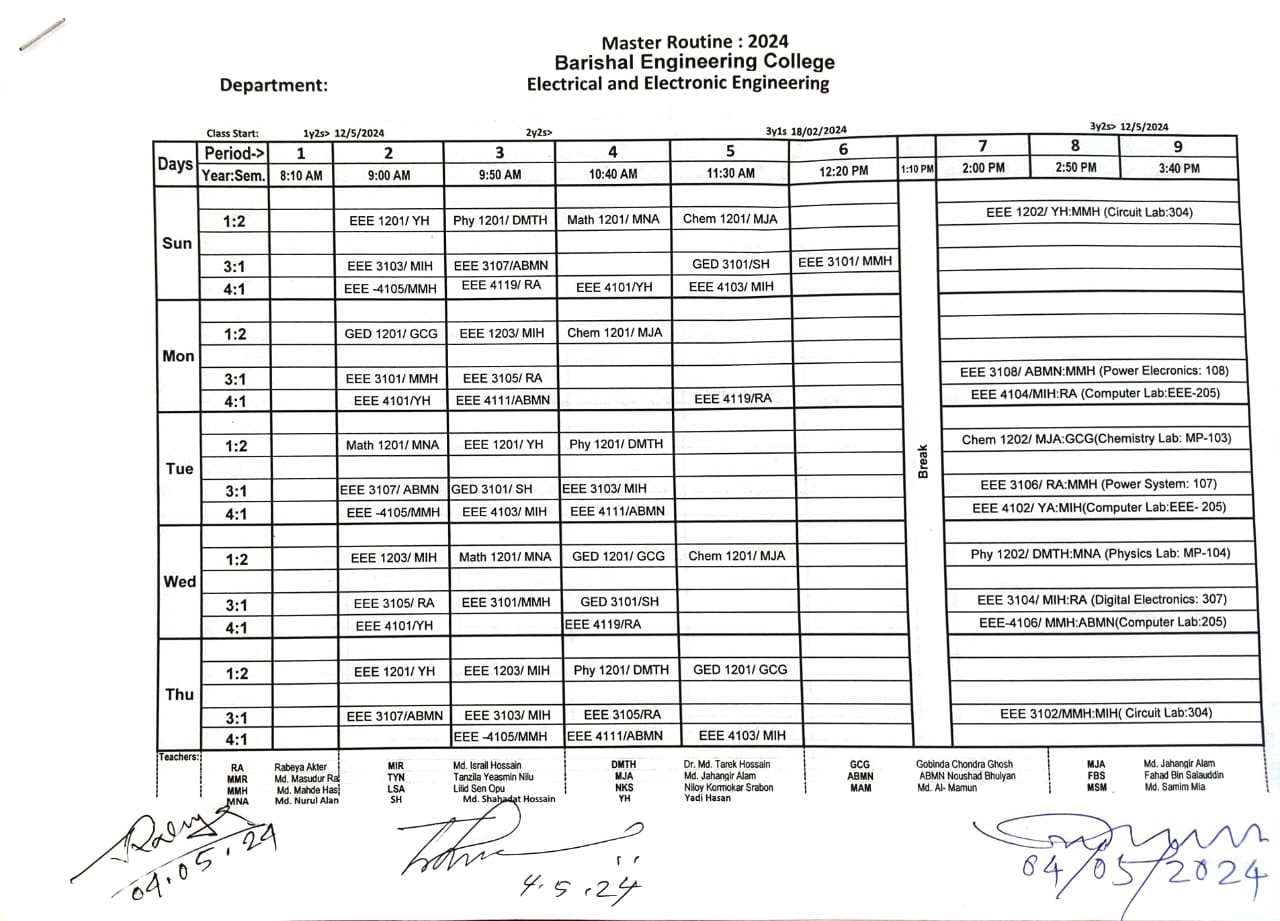 Master Routine : 2024
Barishal Engineering College
Department: Electrical and Electronic Engineering
Class Start: 1y2s> 12/5/2024 2y2s> 3y1s 18/02/2024 3y2s> 12/5/2024
Days Period-> 1 2 3 4 5 6 7 8 9
Year:Sem. 8:10 AM 9:00 AM 9:50 AM 10:40 AM 11:30 AM 12:20 PM 1:10 PM 2:00 PM 2:50 PM 3:40 PM
Sun
1:2 EEE 1201/ YH Phy 1201/ DMTH Math 1201/ MNA Chem 1201/ MJA EEE 1202/ YH:MMH (Circuit Lab:304)
3:1 EEE 3103/ MIH EEE 3107/ABMN GED 3101/SH EEE 3101/ MMH
4:1 EEE -4105/MMH EEE 4119/ RA EEE 4101/YH EEE 4103/ MIH
Mon
1:2 GED 1201/ GCG EEE 1203/ MIH Chem 1201/ MJA
3:1 EEE 3101/ MMH EEE 3105/ RA EEE 3108/ ABMN:MMH (Power Elecronics: 108)
4:1 EEE 4101/YH EEE 4111/ABMN EEE 4119/RA EEE 4104/MIH:RA (Computer Lab:EEE-205)
Break
Tue
1:2 Math 1201/ MNA EEE 1201/ YH Phy 1201/ DMTH Chem 1202/ MJA:GCG(Chemistry Lab: MP-103)
3:1 EEE 3107/ ABMN GED 3101/ SH EEE 3103/ MIH EEE 3106/ RA:MMH (Power System: 107)
4:1 EEE -4105/MMH EEE 4103/ MIH EEE 4111/ABMN EEE 4102/ YA:MIH(Computer Lab:EEE- 205)
Wed
1:2 EEE 1203/ MIH Math 1201/ MNA GED 1201/ GCG Chem 1201/ MJA Phy 1202/ DMTH:MNA (Physics Lab: MP-104)
3:1 EEE 3105/ RA EEE 3101/MMH GED 3101/SH EEE 3104/ MIH:RA (Digital Electronics: 307)
4:1 EEE 4101/YH EEE 4119/RA EEE-4106/ MMH:ABMN(Computer Lab:205)
Thu
1:2 EEE 1201/ YH EEE 1203/ MIH Phy 1201/ DMTH GED 1201/ GCG
3:1 EEE 3107/ABMN EEE 3103/ MIH EEE 3105/RA EEE 3102/MMH:MIH( Circuit Lab:304)
4:1 EEE -4105/MMH EEE 4111/ABMN EEE 4103/ MIH
Teachers:
RA Rabeya Akter MIR Md. Israil Hossain DMTH Dr. Md. Tarek Hossain GCG Gobinda Chondra Ghosh MJA Md. Jahangir Alam
MMR Md. Masudur Ra TYN Tanzila Yeasmin Nilu MJA Md. Jahangir Alam ABMN ABMN Noushad Bhuiyan FBS Fahad Bin Salauddin
MMH Md. Mahde Has LSA Lilid Sen Opu NKS Niloy Kormokar Srabon MAM Md. Al- Mamun MSM Md. Samim Mia
MNA Md. Nurul Alan SH Md. Shahadat Hossain YH Yadi Hasan
04.05.24
4.5.24
04/05/2024